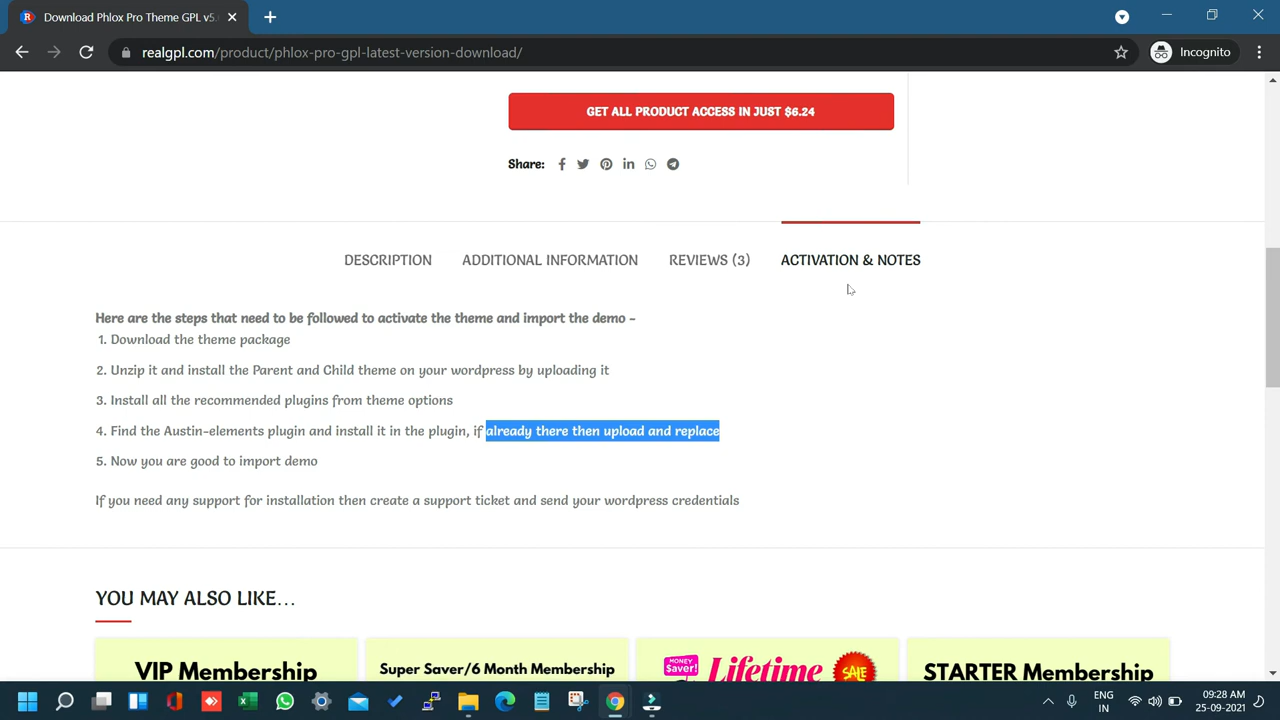 Download Phlox Pro Theme GPL v5.
realgpl.com/product/phlox-pro-gpl-latest-version-download/
Incognito
GET ALL PRODUCT ACCESS IN JUST $6.24
Share:
DESCRIPTION
ADDITIONAL INFORMATION
REVIEWS (3)
ACTIVATION & NOTES
Here are the steps that need to be followed to activate the theme and import the demo –
1. Download the theme package
2. Unzip it and install the Parent and Child theme on your wordpress by uploading it
3. Install all the recommended plugins from theme options
4. Find the Austin-elements plugin and install it in the plugin, if already there then upload and replace
5. Now you are good to import demo
If you need any support for installation then create a support ticket and send your wordpress credentials
YOU MAY ALSO LIKE…
VIP Membership
Super Saver/6 Month Membership
MONEY Saver!
Lifetime
SALE
STARTER Membership
ENG
IN
09:28 AM
25-09-2021